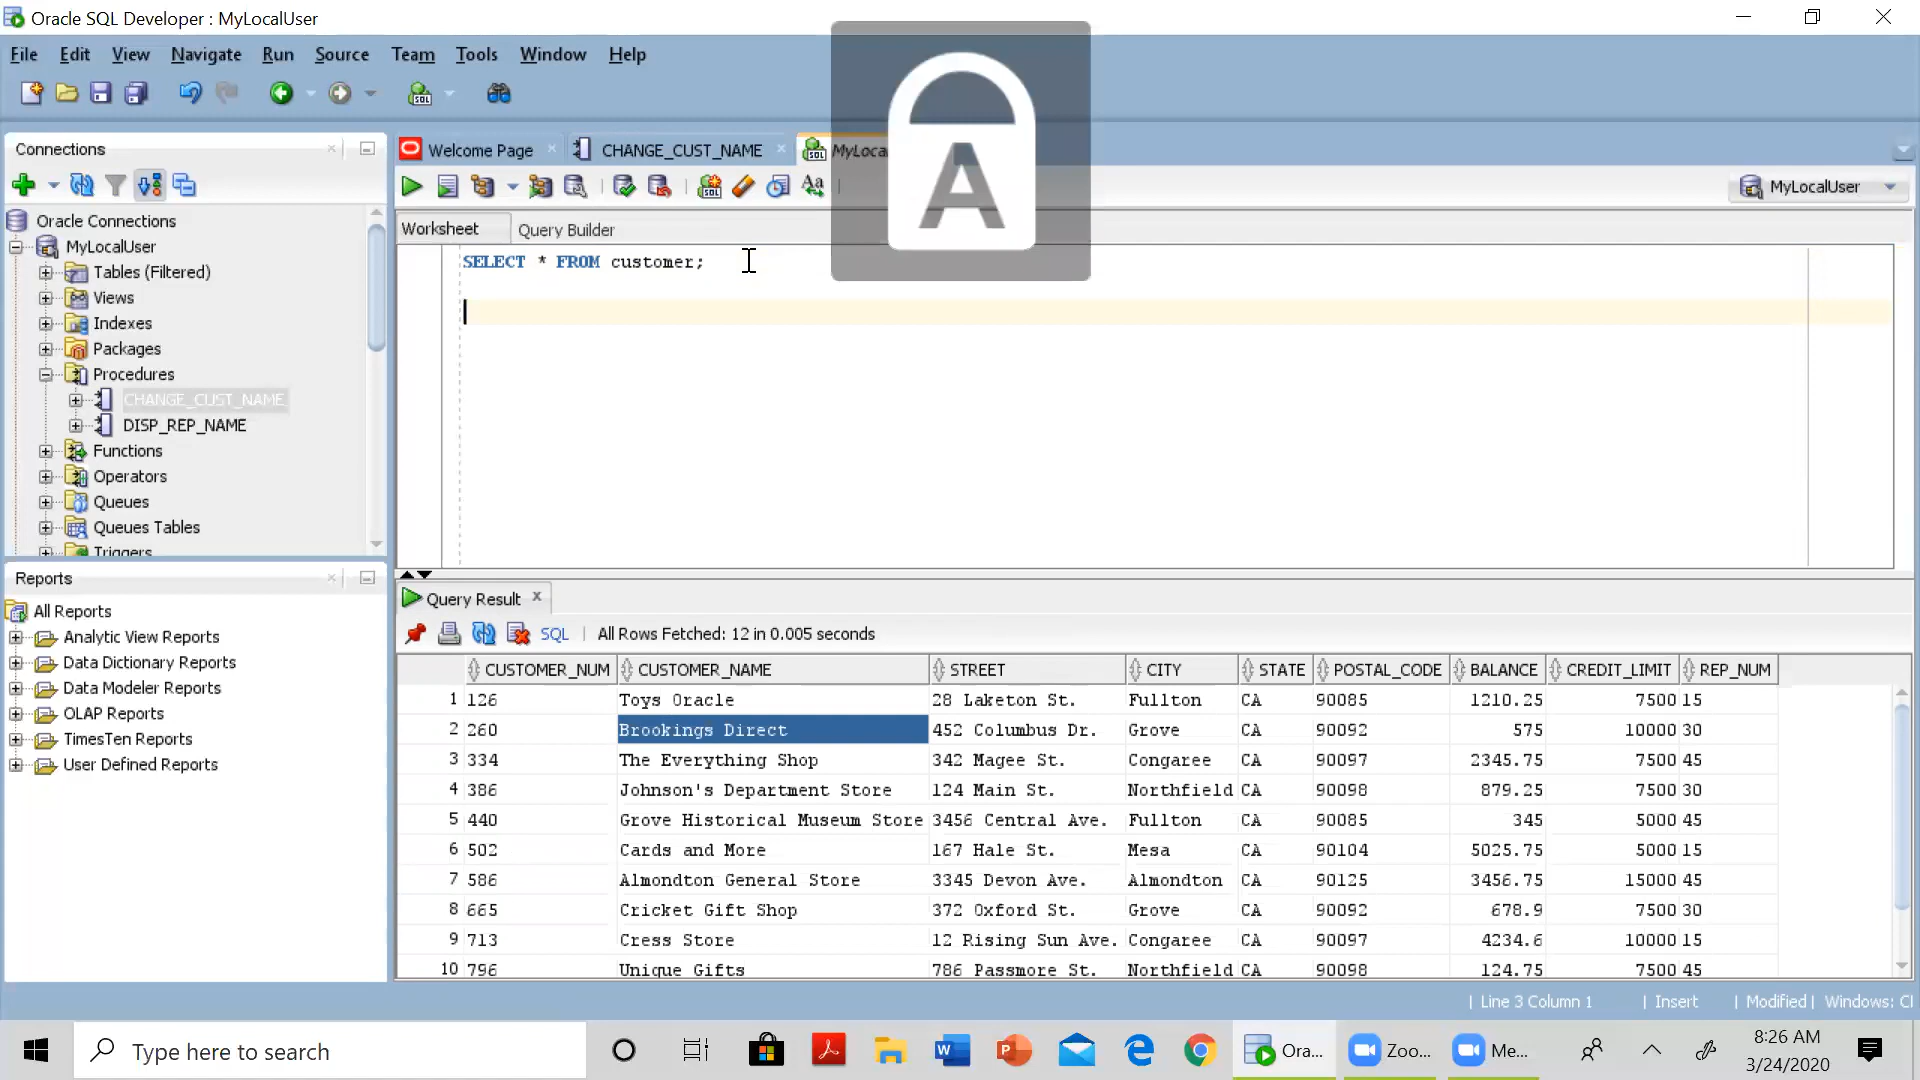 Oracle SQL Developer : MyLocalUser
File Edit View Navigate Run Source Team Tools Window Help
SQL
Connections
Welcome Page CHANGE_CUST_NAME
A
MyLocalUser
Oracle Connections
MyLocalUser
Tables (Filtered)
Views
Indexes
Packages
Procedures
CHANGE_CUST_NAME
DISP_REP_NAME
Functions
Operators
Queues
Queues Tables
Triggers
Worksheet Query Builder
SELECT * FROM customer;
Reports
All Reports
Analytic View Reports
Data Dictionary Reports
Data Modeler Reports
OLAP Reports
TimesTen Reports
User Defined Reports
Query Result
SQL | All Rows Fetched: 12 in 0.005 seconds
CUSTOMER_NUM CUSTOMER_NAME STREET CITY STATE POSTAL_CODE BALANCE CREDIT_LIMIT REP_NUM
1 126 Toys Oracle 28 Laketon St. Fullton CA 90085 1210.25 7500 15
2 260 Brookings Direct 452 Columbus Dr. Grove CA 90092 575 10000 30
3 334 The Everything Shop 342 Magee St. Congaree CA 90097 2345.75 7500 45
4 386 Johnson's Department Store 124 Main St. Northfield CA 90098 879.25 7500 30
5 440 Grove Historical Museum Store 3456 Central Ave. Fullton CA 90085 345 5000 45
6 502 Cards and More 167 Hale St. Mesa CA 90104 5025.75 5000 15
7 586 Almondton General Store 3345 Devon Ave. Almondton CA 90125 3456.75 15000 45
8 665 Cricket Gift Shop 372 Oxford St. Grove CA 90092 678.9 7500 30
9 713 Cress Store 12 Rising Sun Ave. Congaree CA 90097 4234.6 10000 15
10 796 Unique Gifts 786 Passmore St. Northfield CA 90098 124.75 7500 45
| Line 3 Column 1 | Insert | Modified | Windows: Cl
Type here to search
Ora... Zoo... Me...
8:26 AM
3/24/2020